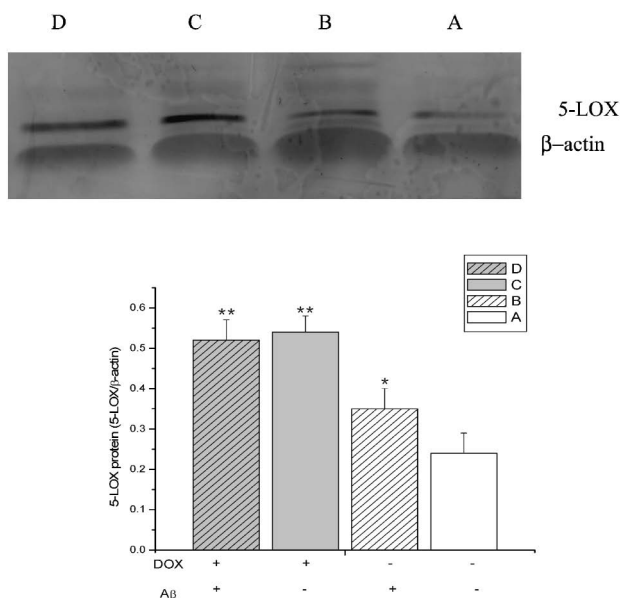 D C B A
5-LOX
β–actin
D
C
B
A
** ** *
0.6
0.5
0.4
0.3
0.2
0.1
0.0
5-LOX protein (5-LOX/β-actin)
DOX + + - -
Aβ + - + -